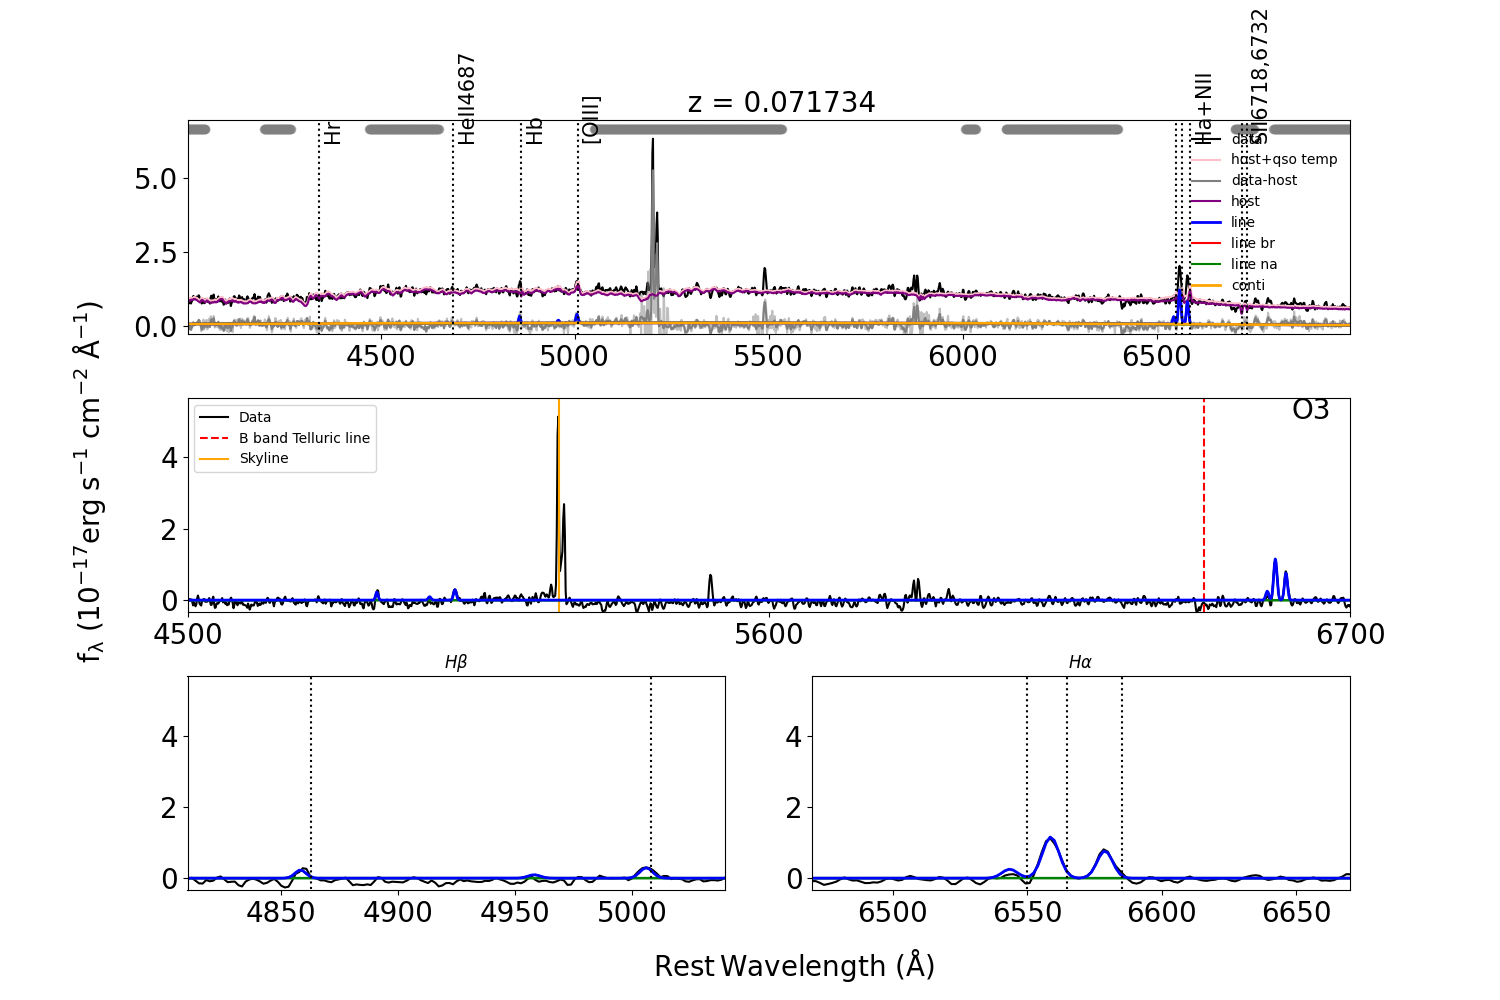 z = 0.071734
Hr
HeII4687
Hb
[OIII]
Ha+NII
SII6718,6732
data
host+qso temp
data-host
host
line
line br
line na
conti
5.0
2.5
0.0
4500 5000 5500 6000 6500
fλ (10⁻¹⁷erg s⁻¹ cm⁻² Å⁻¹)
Data
B band Telluric line
Skyline
O3
4
2
0
4500 5600 6700
Hβ
4
2
0
4850 4900 4950 5000
Hα
4
2
0
6500 6550 6600 6650
Rest Wavelength (Å)